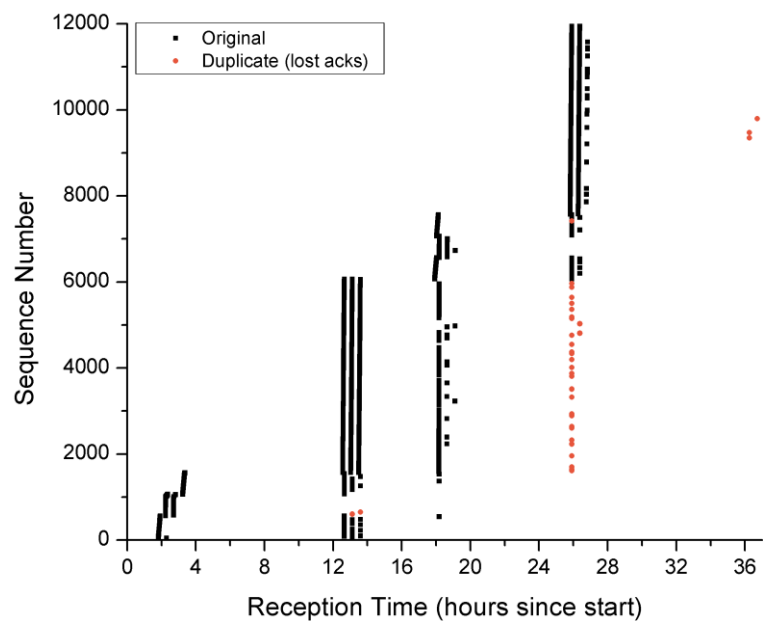 Original
Duplicate (lost acks)
12000
10000
8000
6000
4000
2000
0
Sequence Number
0 4 8 12 16 20 24 28 32 36
Reception Time (hours since start)